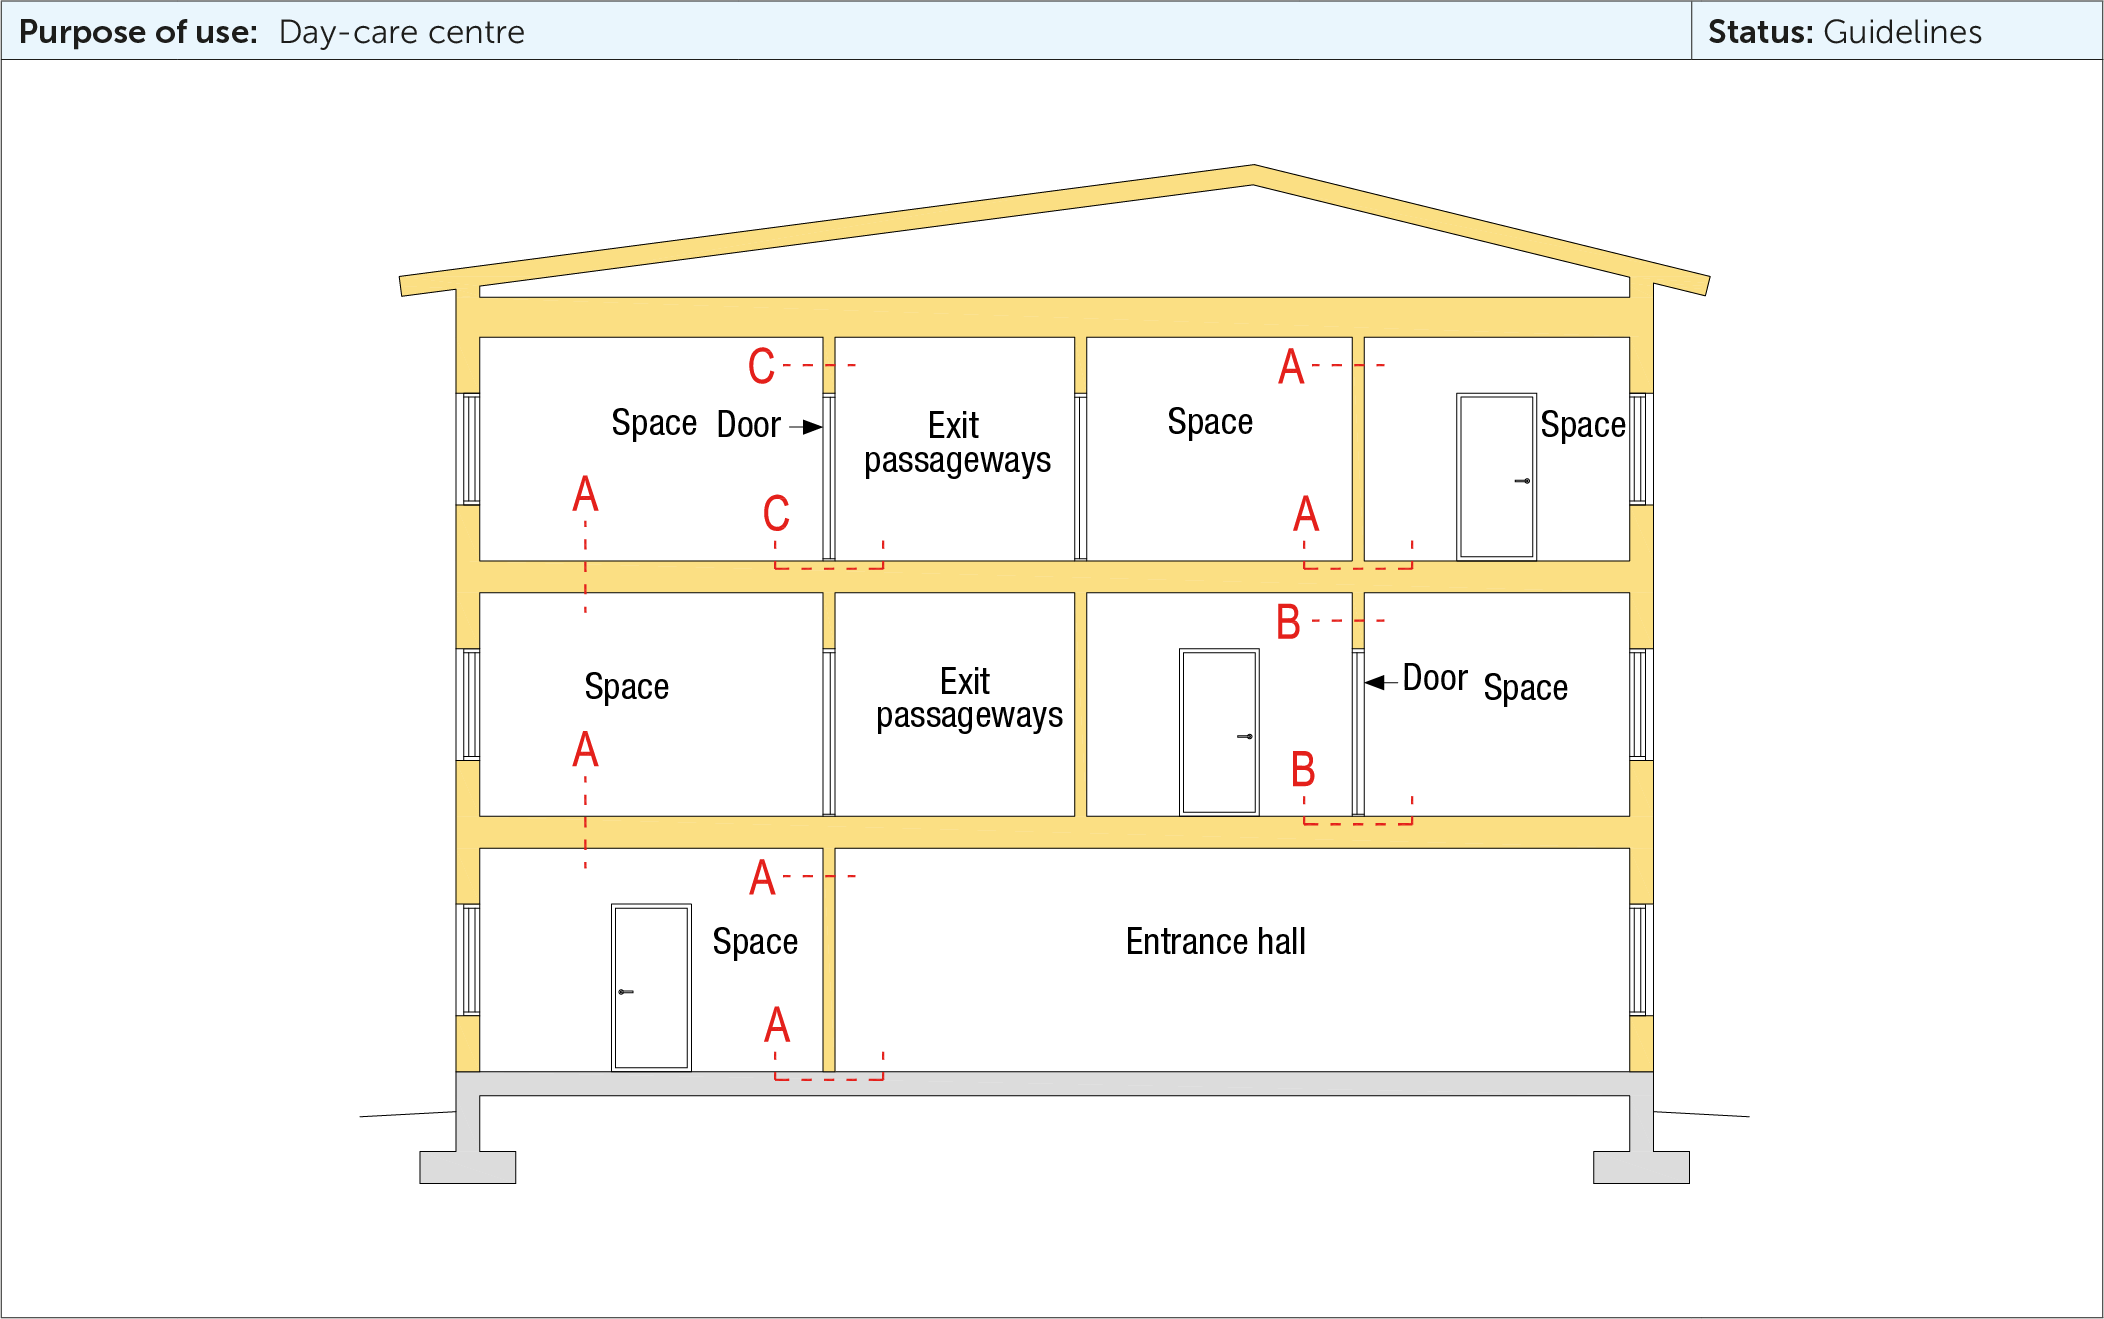 Purpose of use: Day-care centre
Status: Guidelines
C
A
Space
Door
Exit
passageways
Space
Space
A
C
A
B
Space
Exit
passageways
Door
Space
A
B
A
Space
Entrance hall
A